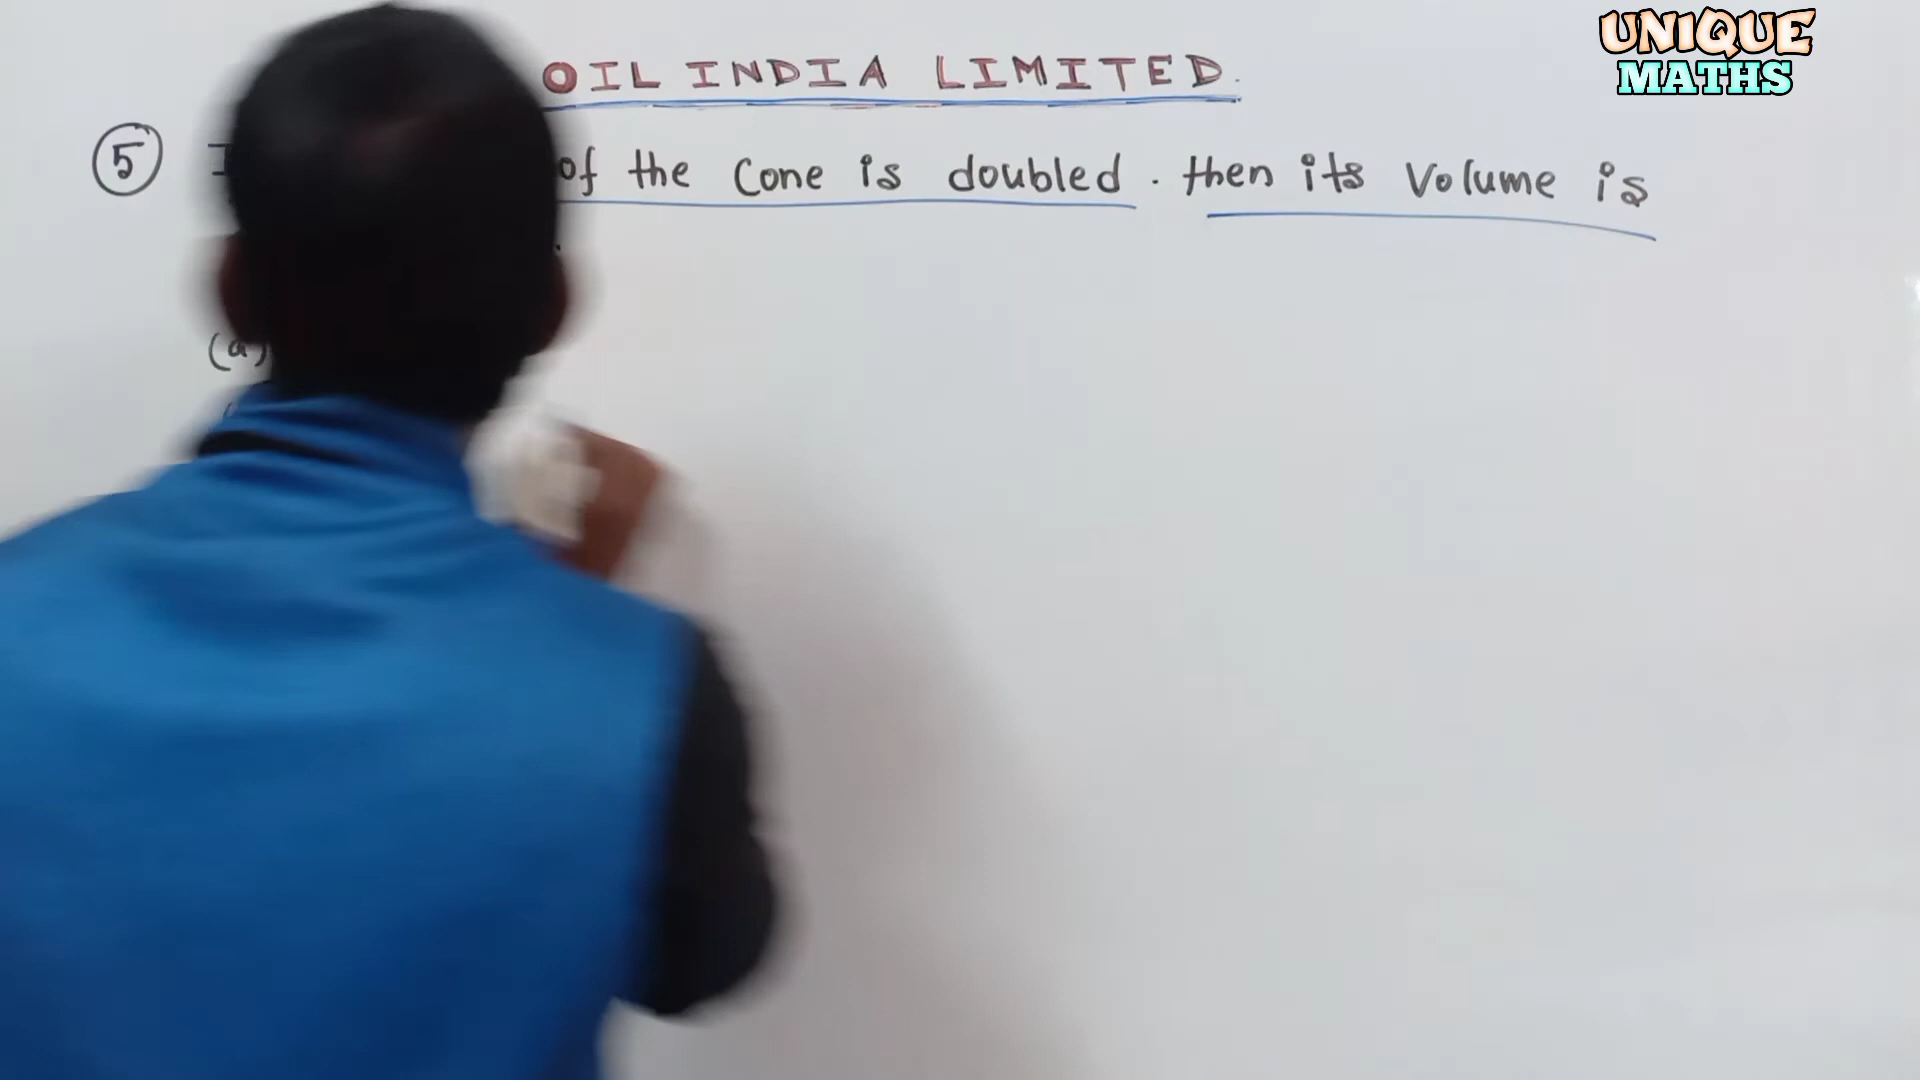 OIL INDIA LIMITED.
UNIQUE
MATHS
5 of the Cone is doubled. then its Volume is
(a)